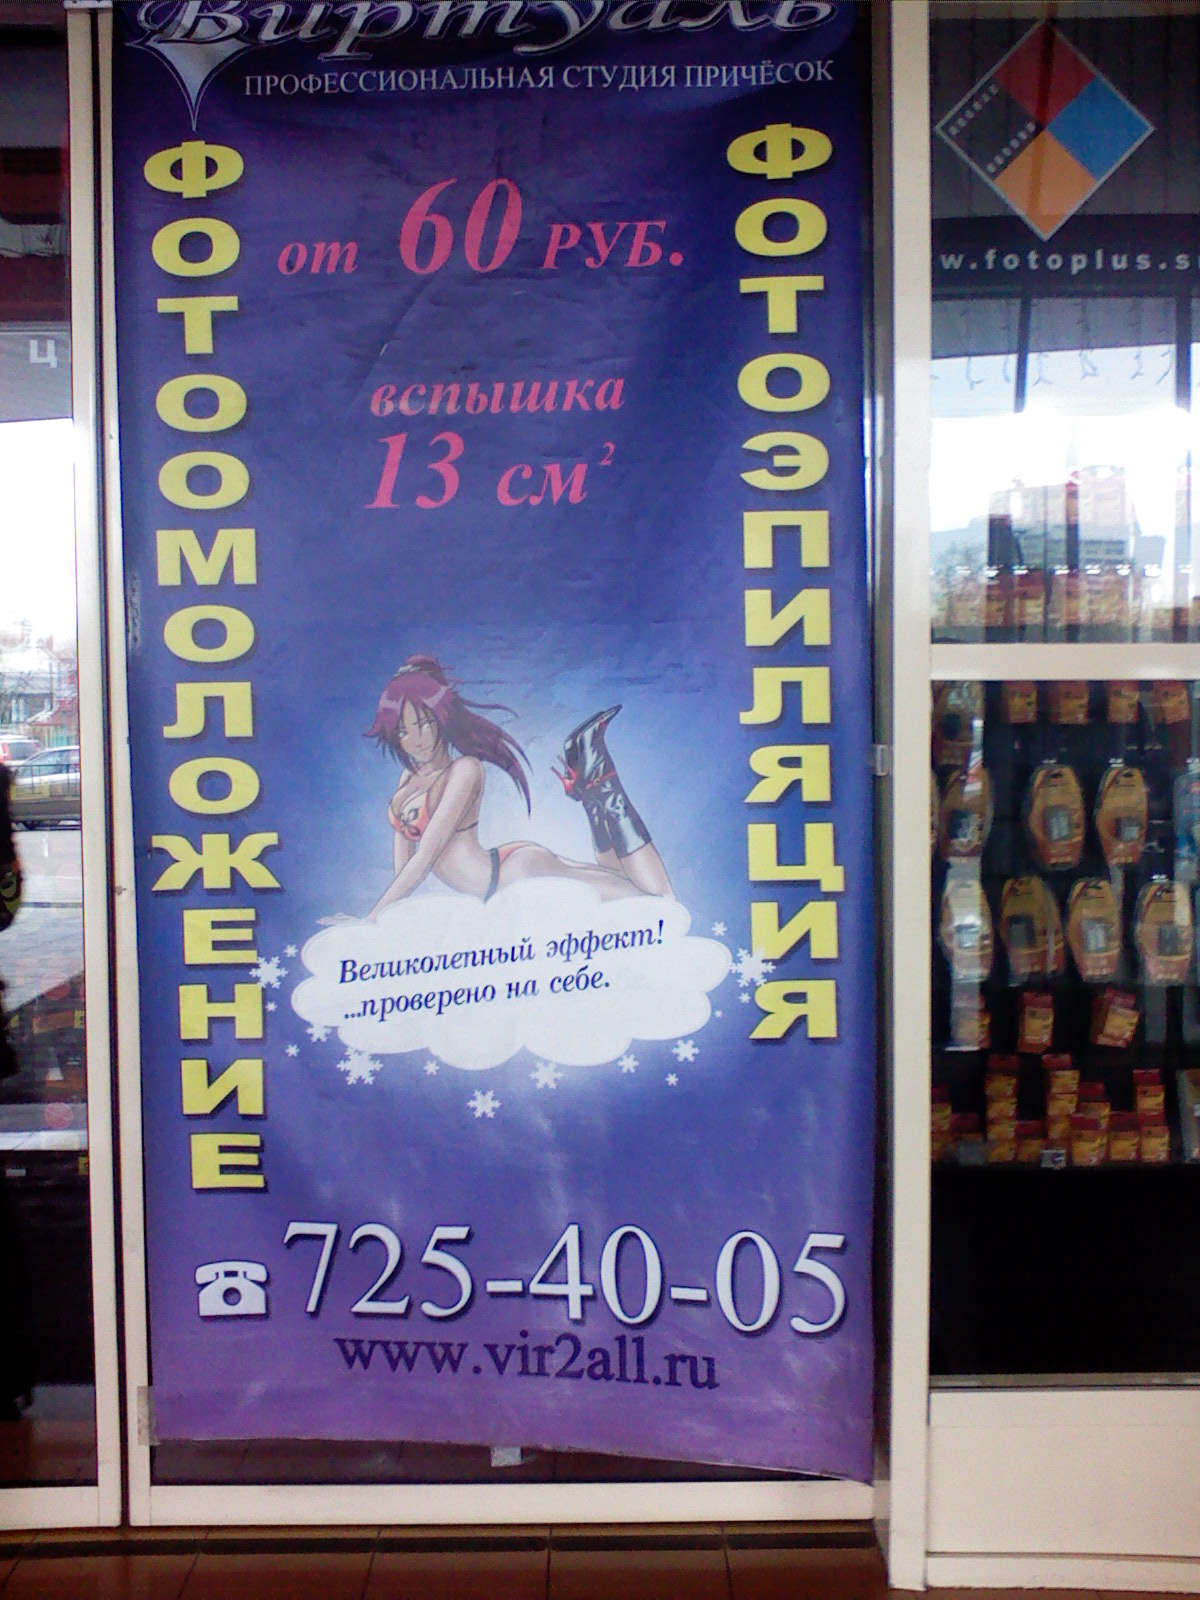 Виртуаль
ПРОФЕССИОНАЛЬНАЯ СТУДИЯ ПРИЧЁСОК
ФОТООМОЛОЖЕНИЕ
от 60 РУБ.
вспышка
13 см²
ФОТОЭПИЛЯЦИЯ
Великолепный эффект!
...проверено на себе.
725-40-05
www.vir2all.ru
w.fotoplus.s
ц